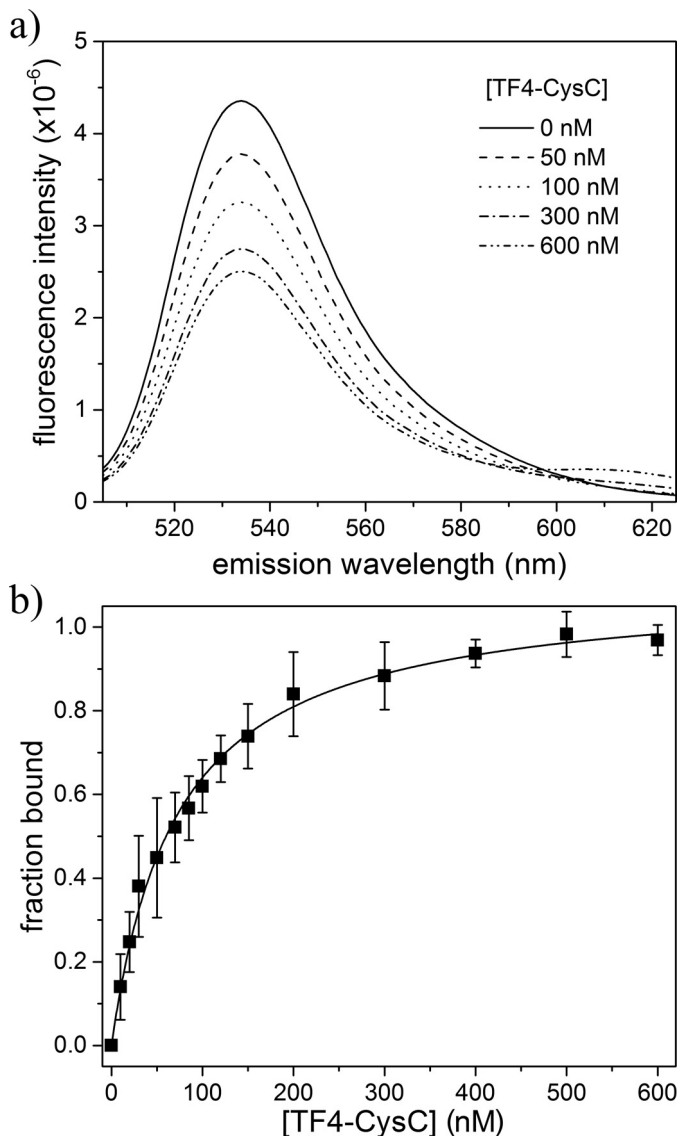 a)
fluorescence intensity (x10⁻⁶)
5
4
3
2
1
0
[TF4-CysC]
0 nM
50 nM
100 nM
300 nM
600 nM
520 540 560 580 600 620
emission wavelength (nm)
b)
fraction bound
1.0
0.8
0.6
0.4
0.2
0.0
0 100 200 300 400 500 600
[TF4-CysC] (nM)